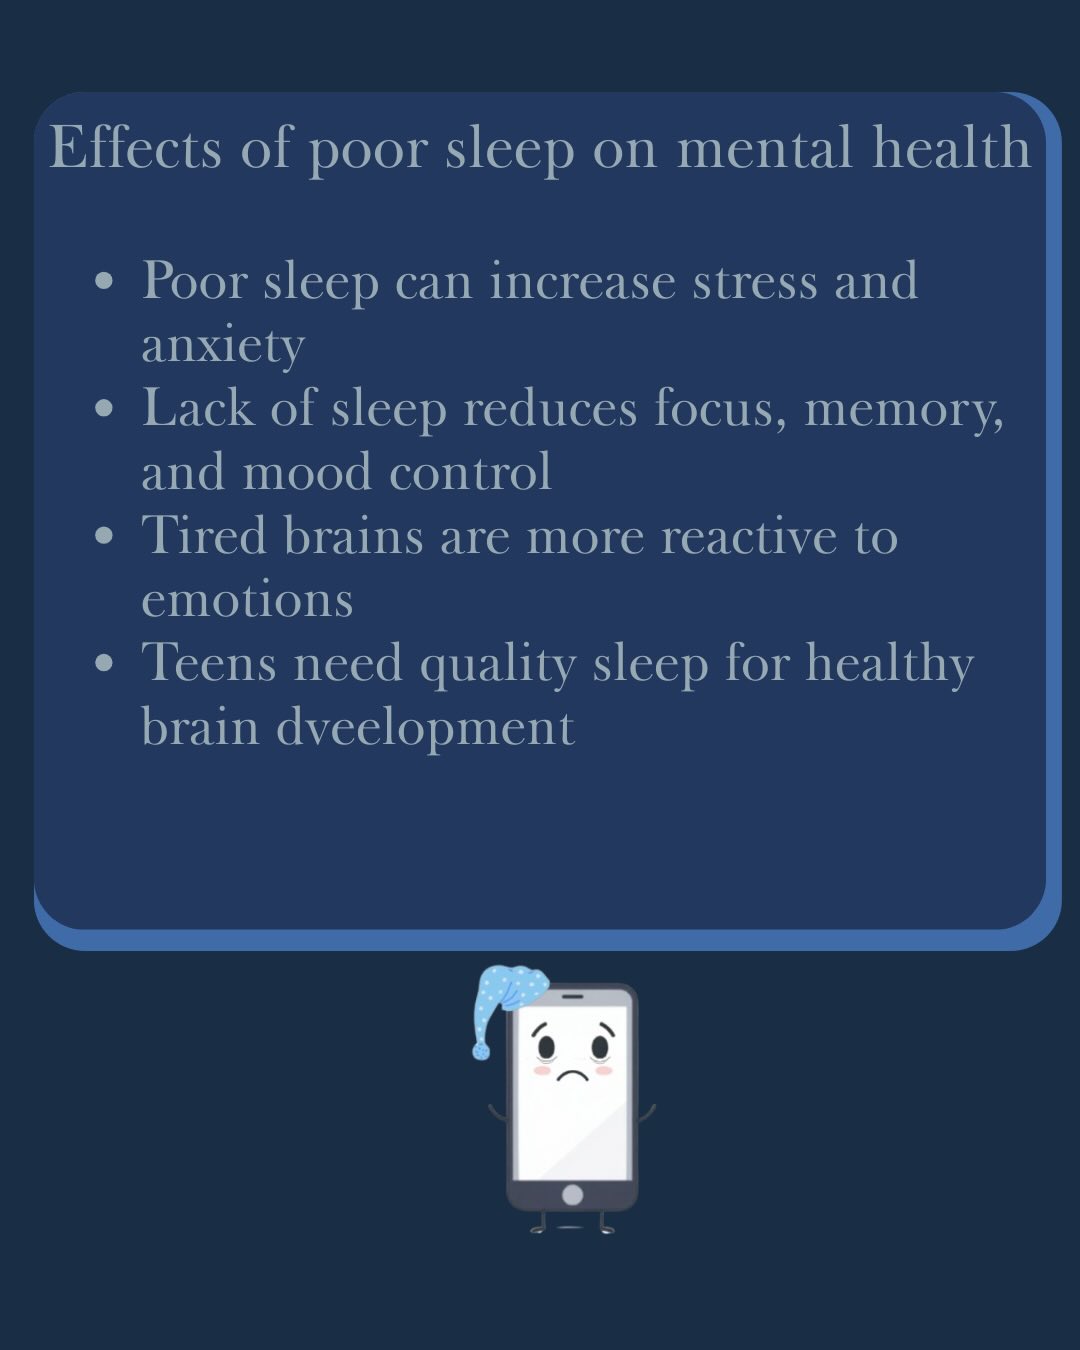 Effects of poor sleep on mental health
• Poor sleep can increase stress and
anxiety
• Lack of sleep reduces focus, memory,
and mood control
• Tired brains are more reactive to
emotions
• Teens need quality sleep for healthy
brain dveelopment